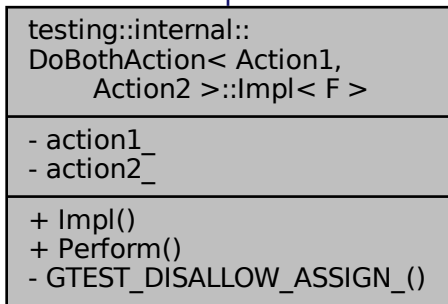 testing::internal::
DoBothAction< Action1,
Action2 >::Impl< F >
- action1_
- action2_
+ Impl()
+ Perform()
- GTEST_DISALLOW_ASSIGN_()